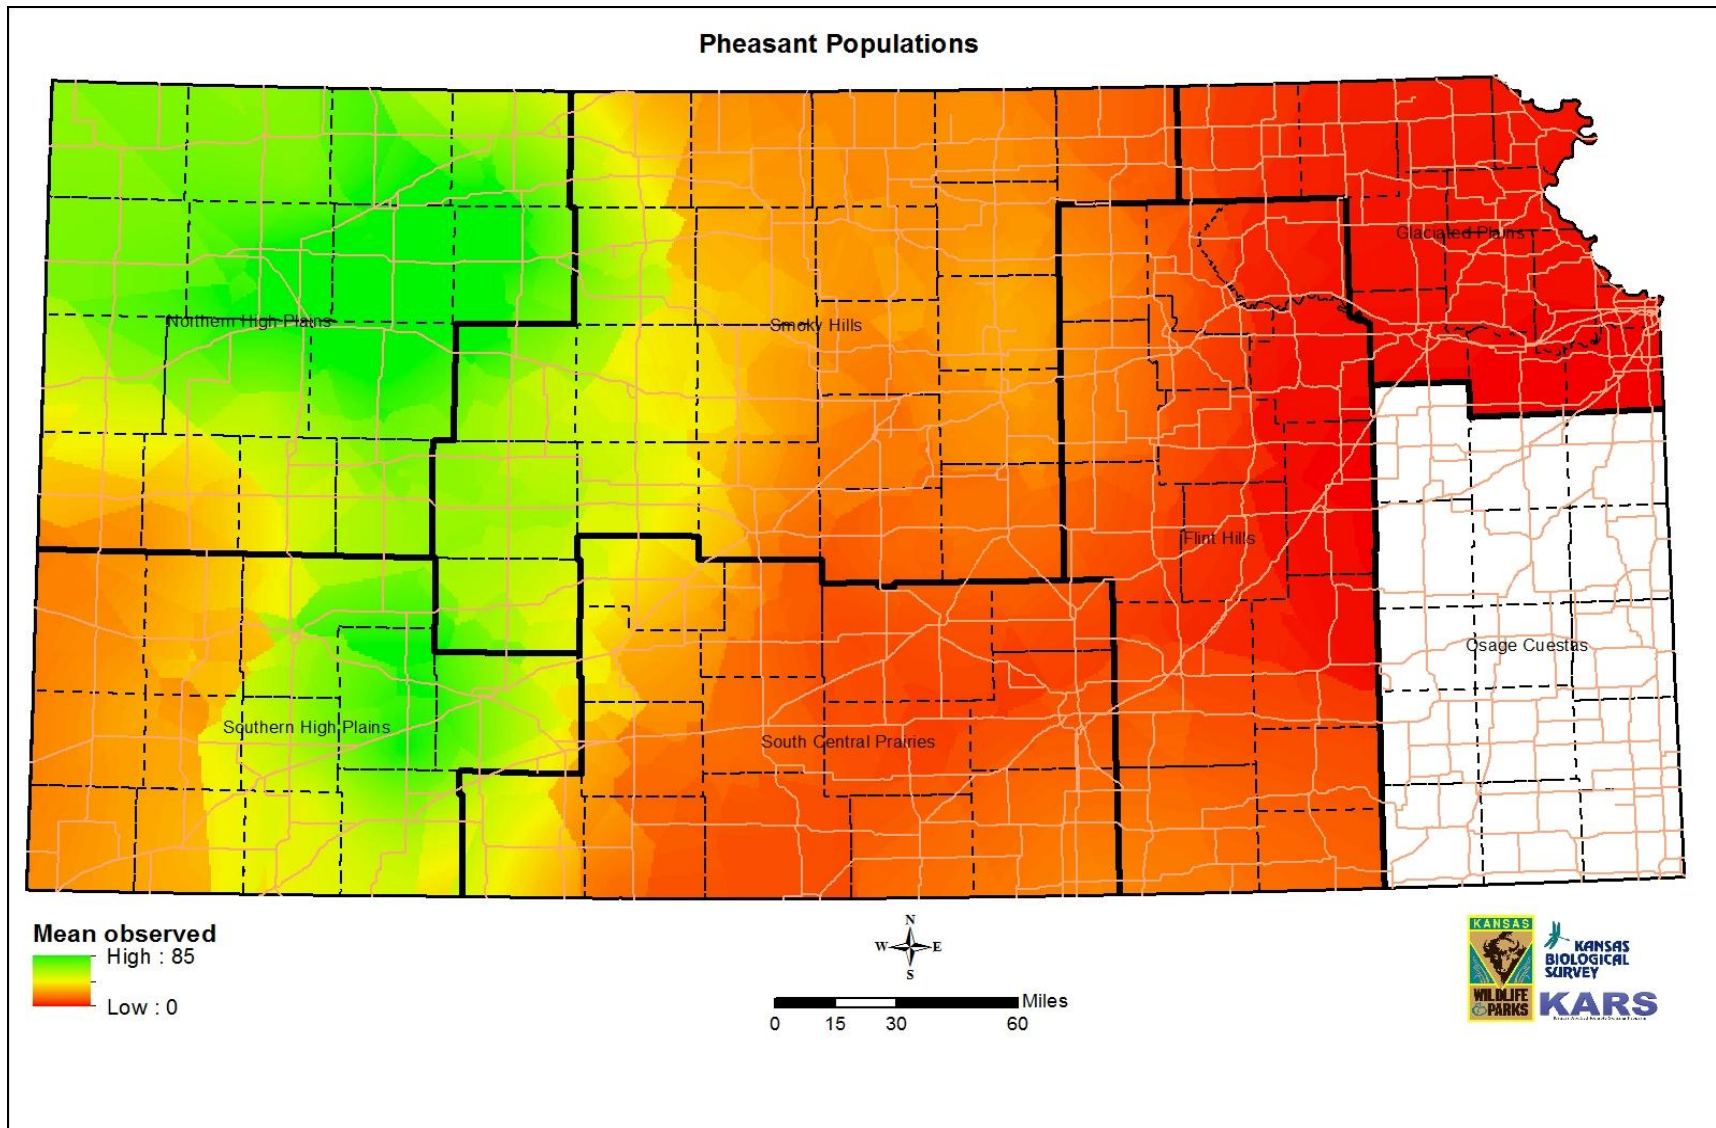 Pheasant Populations
Glaciated Plains
Northern High Plains
Smoky Hills
Flint Hills
Osage Cuestas
Southern High Plains
South Central Prairies
Mean observed
High : 85
Low : 0
N
W E
S
Miles
0 15 30 60
KANSAS
WILDLIFE
& PARKS
KANSAS
BIOLOGICAL
SURVEY
KARS